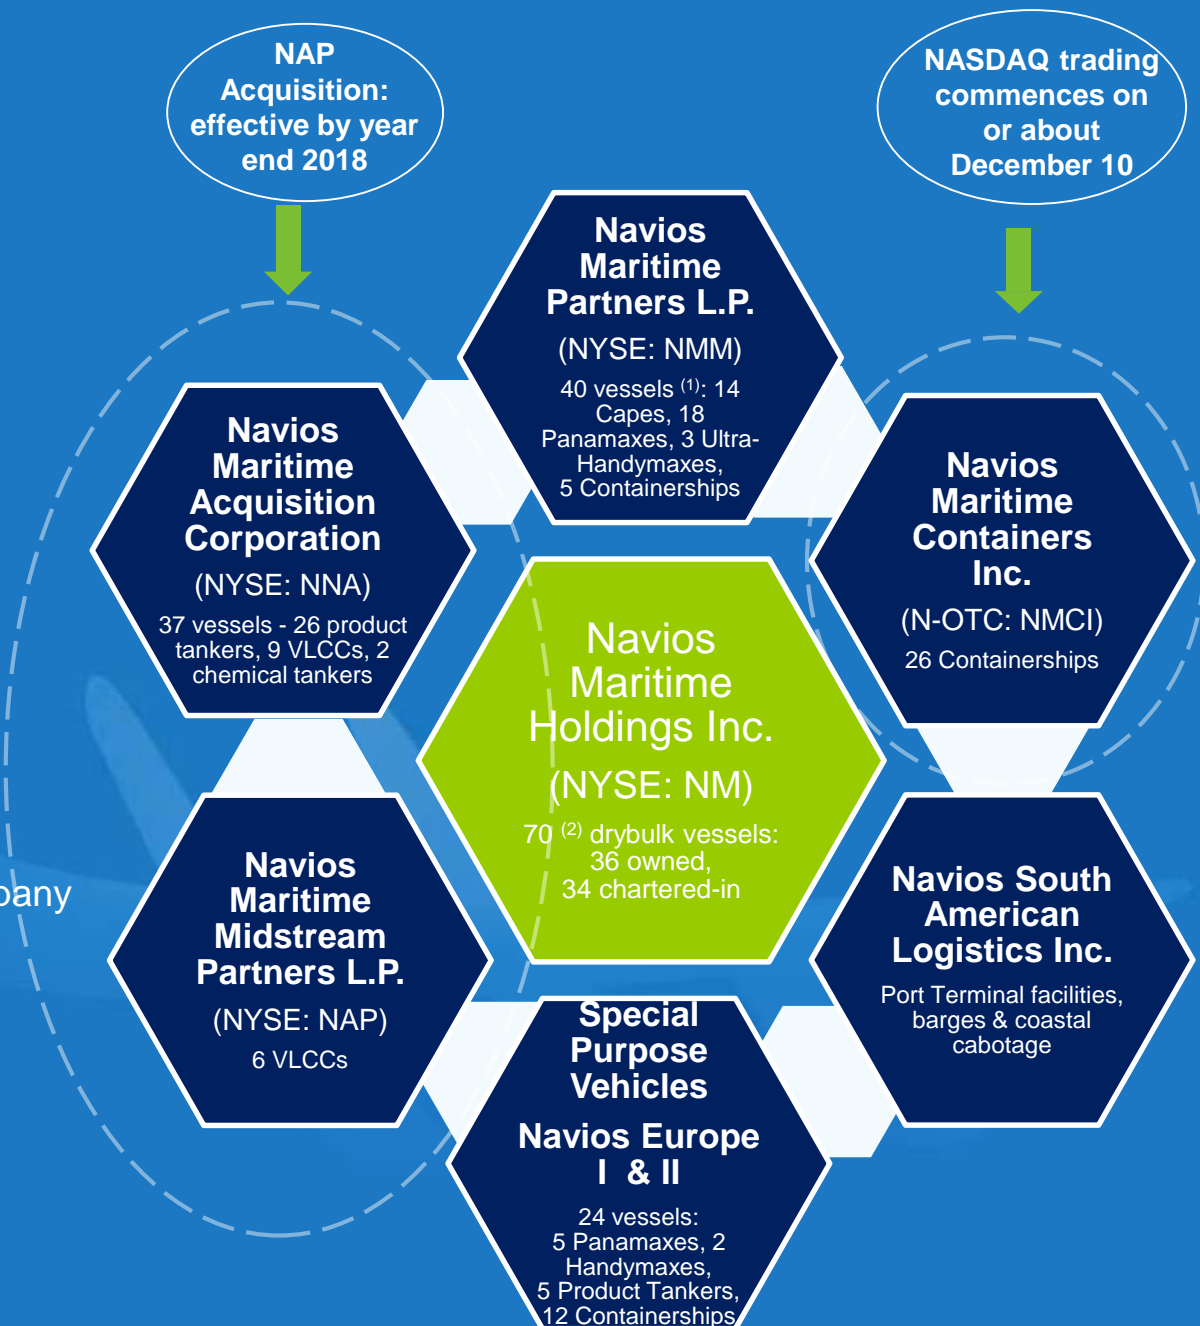 NAP
Acquisition:
effective by year
end 2018
NASDAQ trading
commences on
or about
December 10
Navios
Maritime
Partners L.P.
(NYSE: NMM)
40 vessels (1): 14
Capes, 18
Panamaxes, 3 Ultra-
Handymaxes,
5 Containerships
Navios
Maritime
Acquisition
Corporation
(NYSE: NNA)
37 vessels - 26 product
tankers, 9 VLCCs, 2
chemical tankers
Navios
Maritime
Containers
Inc.
(N-OTC: NMCI)
26 Containerships
Navios
Maritime
Holdings Inc.
(NYSE: NM)
70 (2) drybulk vessels:
36 owned,
34 chartered-in
pany
Navios
Maritime
Midstream
Partners L.P.
(NYSE: NAP)
6 VLCCs
Navios South
American
Logistics Inc.
Port Terminal facilities,
barges & coastal
cabotage
Special
Purpose
Vehicles
Navios Europe
I & II
24 vessels:
5 Panamaxes, 2
Handymaxes,
5 Product Tankers,
12 Containerships